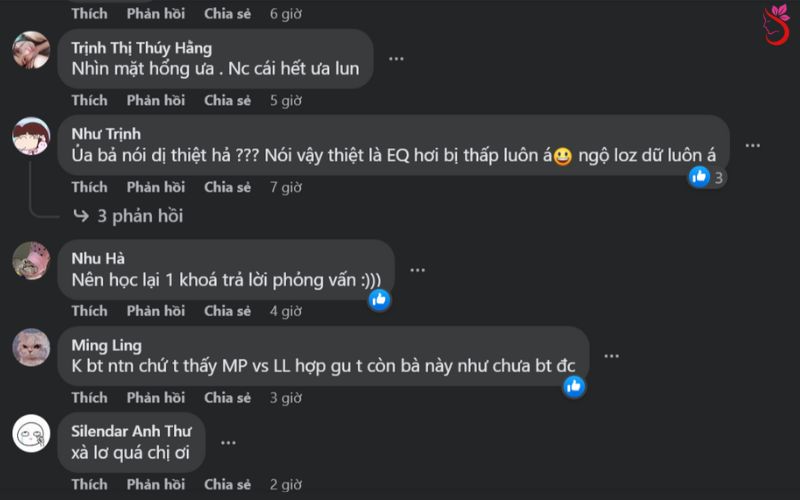 Thích Phản hồi Chia sẻ 6 giờ
Trịnh Thị Thúy Hằng
Nhìn mặt hổng ưa . Nc cái hết ưa lun
Thích Phản hồi Chia sẻ 5 giờ
Như Trịnh
Ủa bả nói dị thiệt hả ??? Nói vậy thiệt là EQ hơi bị thấp luôn á😃 ngộ loz dữ luôn á
3
Thích Phản hồi Chia sẻ 7 giờ
3 phản hồi
Nhu Hà
Nên học lại 1 khoá trả lời phỏng vấn :)))
Thích Phản hồi Chia sẻ 4 giờ
Ming Ling
K bt ntn chứ t thấy MP vs LL hợp gu t còn bà này như chưa bt đc
Thích Phản hồi Chia sẻ 3 giờ
Silendar Anh Thư
xà lơ quá chị ơi
Thích Phản hồi Chia sẻ 2 giờ